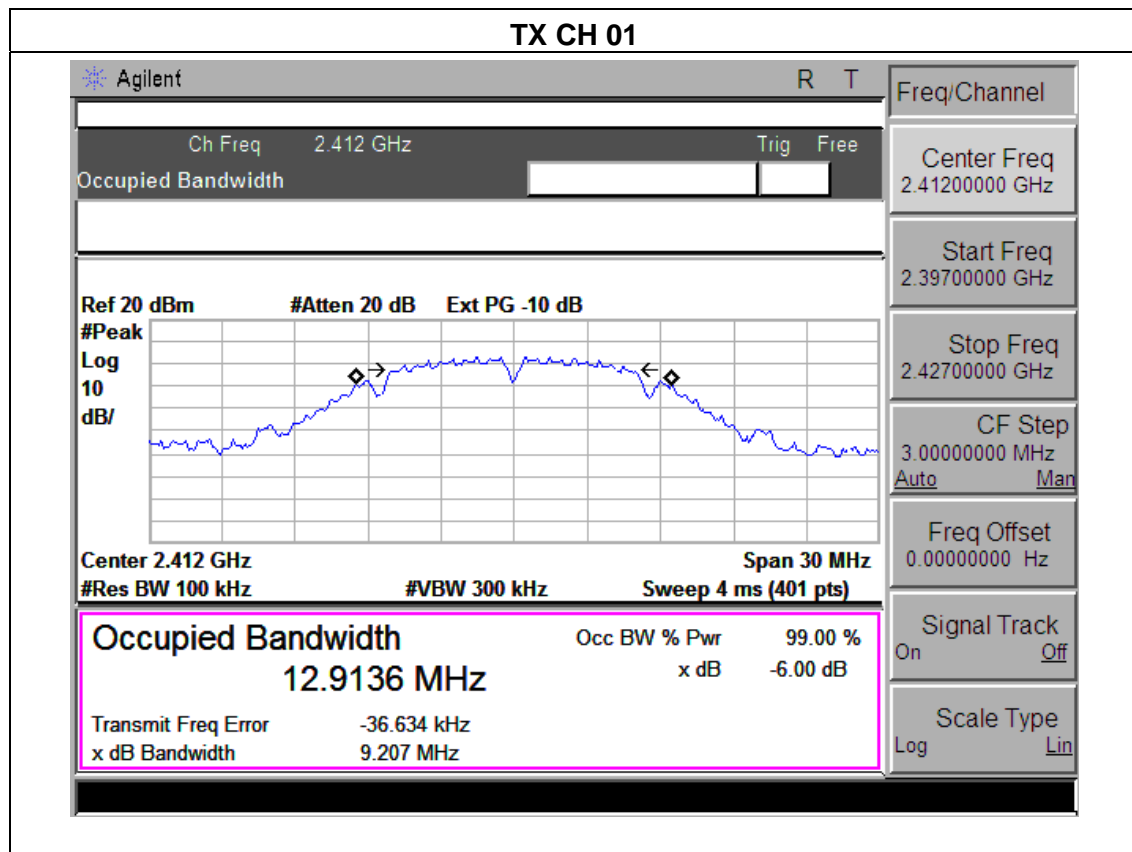 TX CH 01
Agilent R T
Freq/Channel
Ch Freq 2.412 GHz Trig Free
Occupied Bandwidth
Center Freq
2.41200000 GHz
Start Freq
2.39700000 GHz
Stop Freq
2.42700000 GHz
CF Step
3.00000000 MHz
Auto Man
Freq Offset
0.00000000 Hz
Signal Track
On Off
Scale Type
Log Lin
Ref 20 dBm #Atten 20 dB Ext PG -10 dB
#Peak
Log
10
dB/
Center 2.412 GHz Span 30 MHz
#Res BW 100 kHz #VBW 300 kHz Sweep 4 ms (401 pts)
Occupied Bandwidth Occ BW % Pwr 99.00 %
12.9136 MHz x dB -6.00 dB
Transmit Freq Error -36.634 kHz
x dB Bandwidth 9.207 MHz